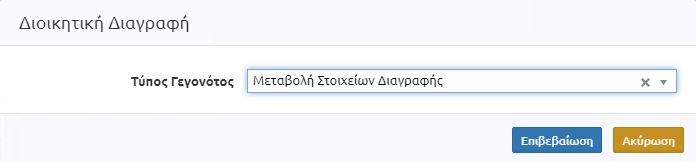 Διοικητική Διαγραφή
Τύπος Γεγονότος Μεταβολή Στοιχείων Διαγραφής
Επιβεβαίωση Ακύρωση